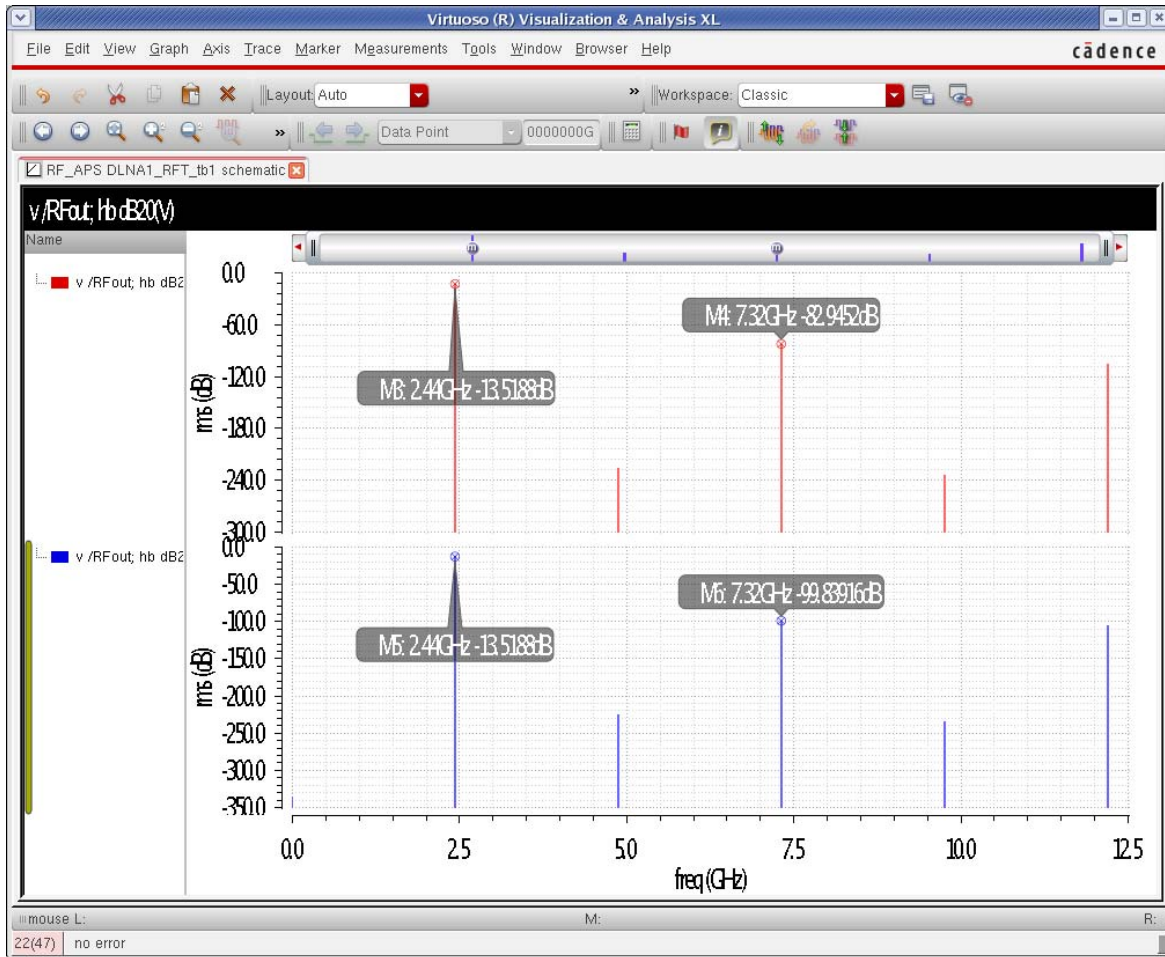 Virtuoso (R) Visualization & Analysis XL
File Edit View Graph Axis Trace Marker Measurements Tools Window Browser Help
cādence
Layout: Auto » Workspace: Classic
» Data Point 0000000G
RF_APS DLNA1_RFT_tb1 schematic
v /RFout; hb dB20(V)
Name
v /RFout; hb dB2
0.0
-60.0
-120.0
-180.0
-240.0
-300.0
rms (dB)
M3: 2.44GHz -13.5188dB
M4: 7.32GHz -82.9452dB
v /RFout; hb dB2
0.0
-50.0
-100.0
-150.0
-200.0
-250.0
-300.0
-350.0
rms (dB)
M5: 2.44GHz -13.5188dB
7.32GHz -99.83916dB
0.0 2.5 5.0 7.5 10.0 12.5
freq (GHz)
mouse L: M: R:
22(47) no error